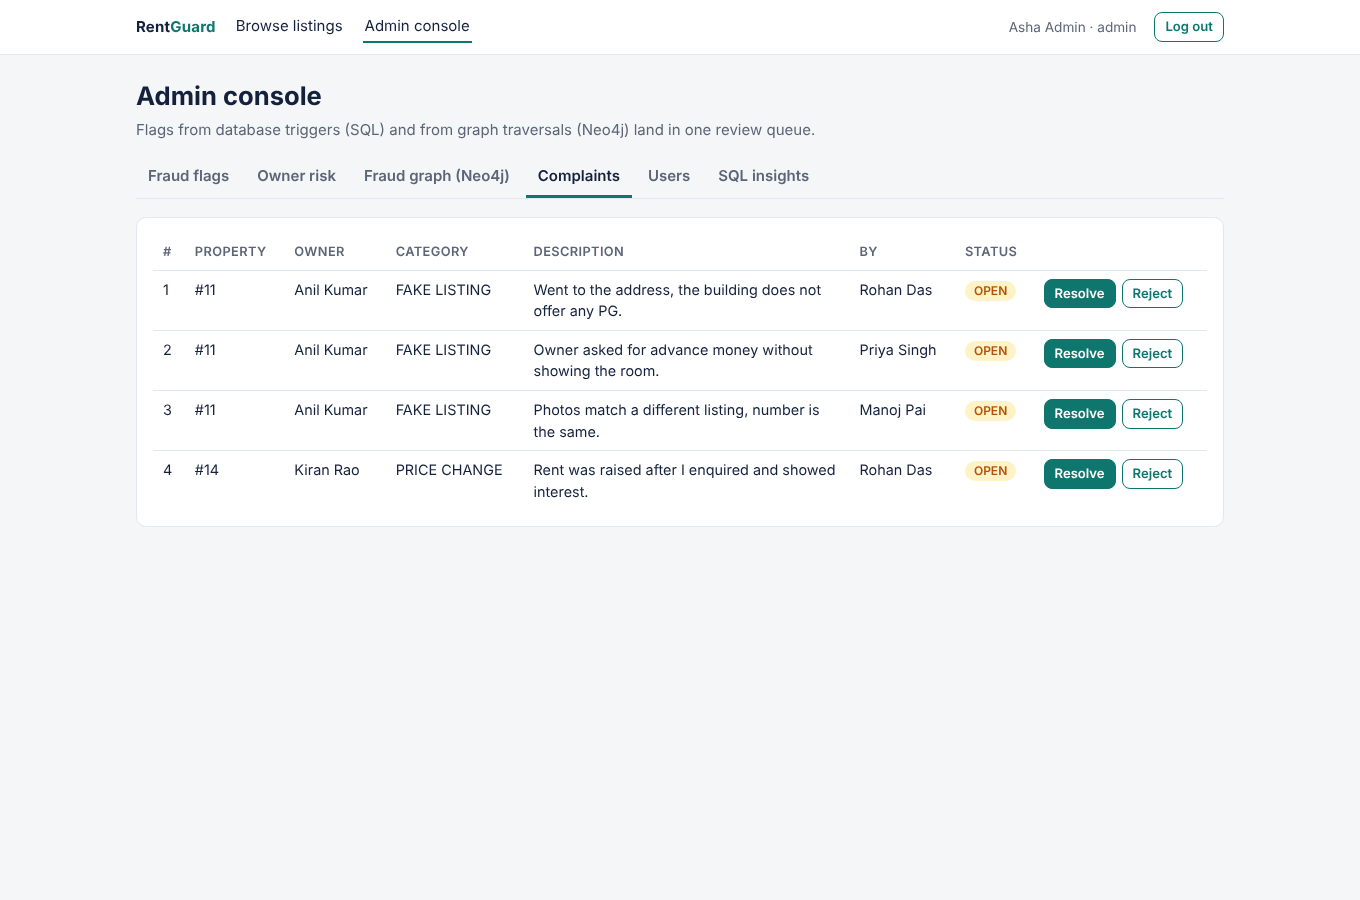 RentGuard Browse listings Admin console Asha Admin · admin Log out
Admin console
Flags from database triggers (SQL) and from graph traversals (Neo4j) land in one review queue.
Fraud flags Owner risk Fraud graph (Neo4j) Complaints Users SQL insights
# PROPERTY OWNER CATEGORY DESCRIPTION BY STATUS
1 #11 Anil Kumar FAKE LISTING Went to the address, the building does not Rohan Das OPEN Resolve Reject
offer any PG.
2 #11 Anil Kumar FAKE LISTING Owner asked for advance money without Priya Singh OPEN Resolve Reject
showing the room.
3 #11 Anil Kumar FAKE LISTING Photos match a different listing, number is Manoj Pai OPEN Resolve Reject
the same.
4 #14 Kiran Rao PRICE CHANGE Rent was raised after I enquired and showed Rohan Das OPEN Resolve Reject
interest.